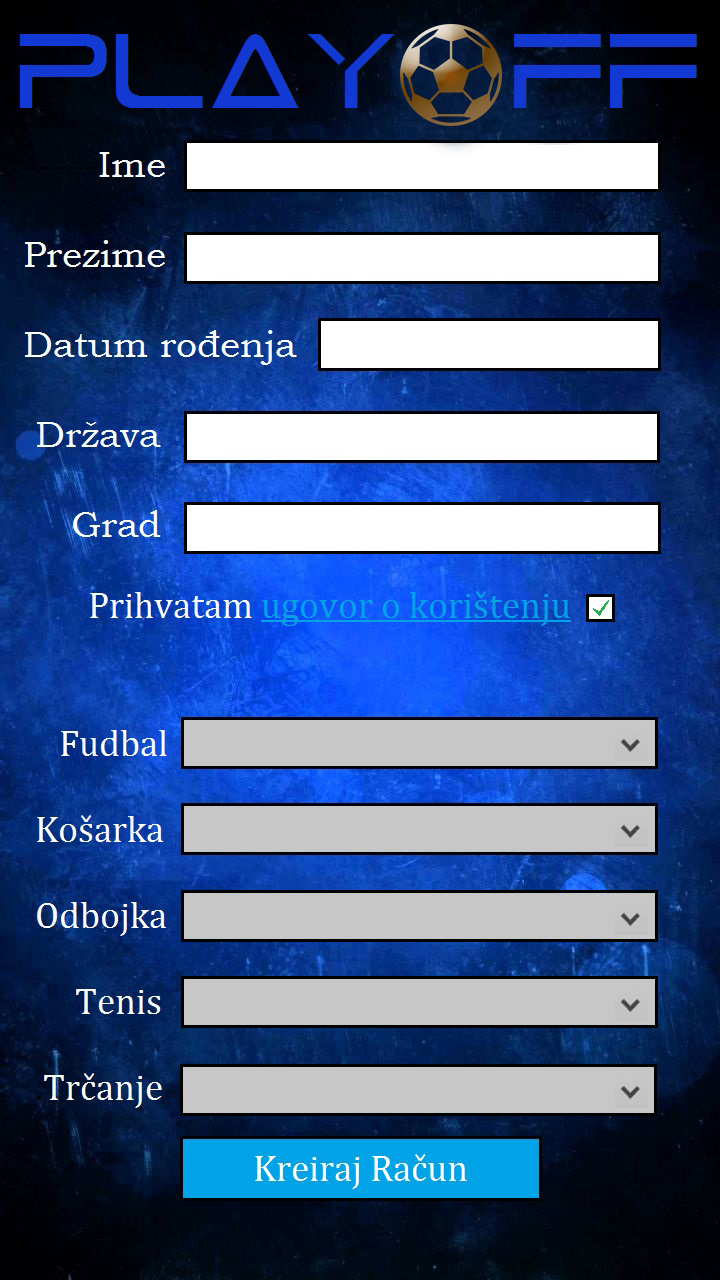 PLAYOFF
Ime
Prezime
Datum rođenja
Država
Grad
Prihvatam ugovor o korištenju
Fudbal
Košarka
Odbojka
Tenis
Trčanje
Kreiraj Račun